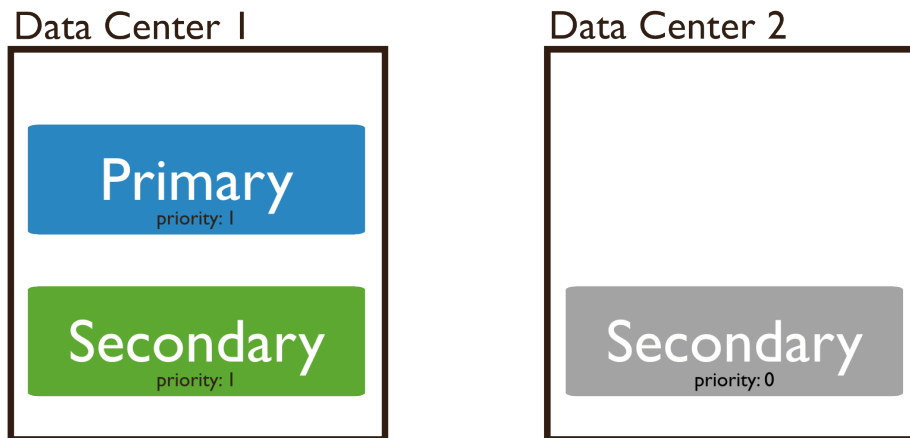 Data Center 1
Primary
priority: 1
Secondary
priority: 1
Data Center 2
Secondary
priority: 0